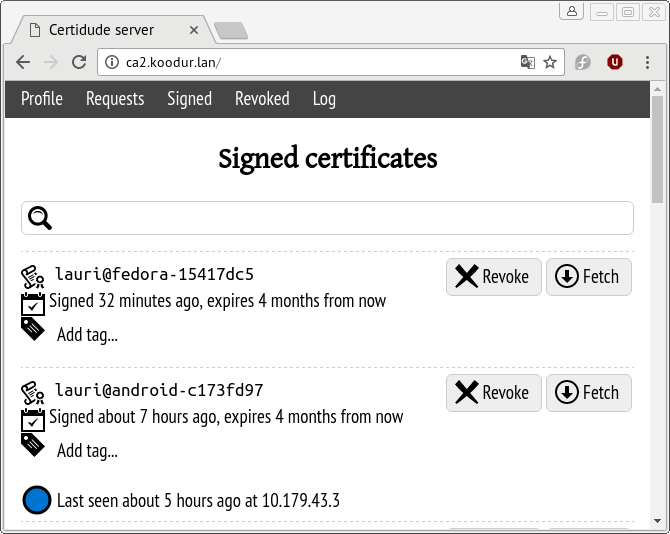 Certidude server
ca2.koodur.lan/
Profile Requests Signed Revoked Log
Signed certificates
lauri@fedora-15417dc5
Revoke Fetch
Signed 32 minutes ago, expires 4 months from now
Add tag...
lauri@android-c173fd97
Revoke Fetch
Signed about 7 hours ago, expires 4 months from now
Add tag...
Last seen about 5 hours ago at 10.179.43.3